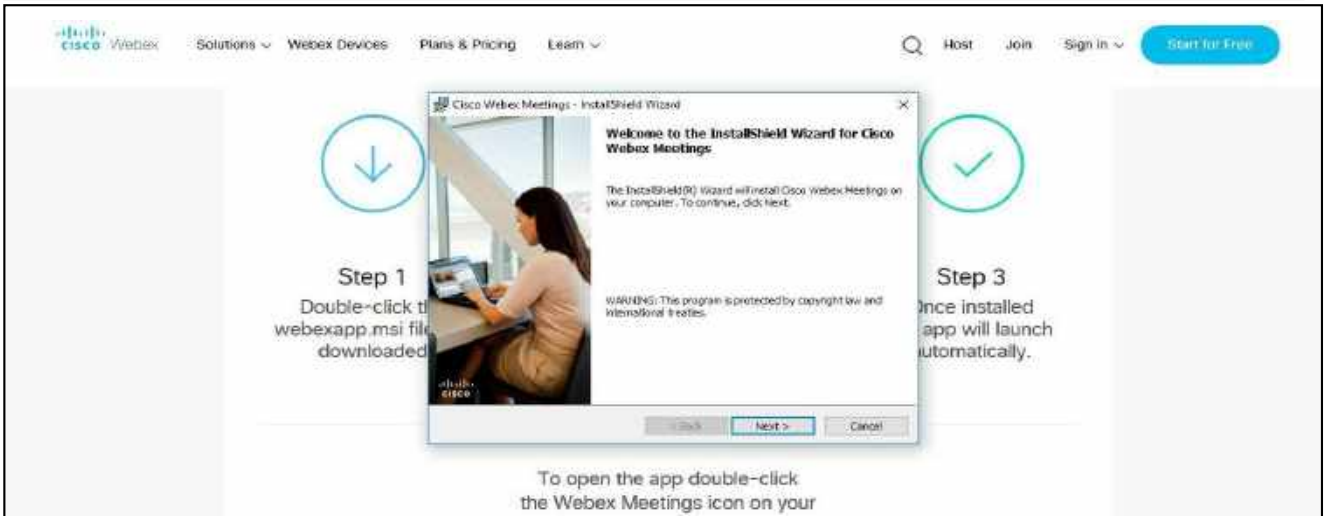 cisco Webex Solutions Webex Devices Plans & Pricing Learn Host Join Sign in Start for Free
Cisco Webex Meetings - InstallShield Wizard
Welcome to the InstallShield Wizard for Cisco
Webex Meetings
The InstallShield(R) Wizard will install Cisco Webex Meetings on
your computer. To continue, click Next.
WARNING: This program is protected by copyright law and
international treaties.
cisco
< Back Next > Cancel
Step 1
Double-click
webexapp.msi
downloaded
Step 3
installed
app will launch
To open the app double-click
the Webex Meetings icon on your